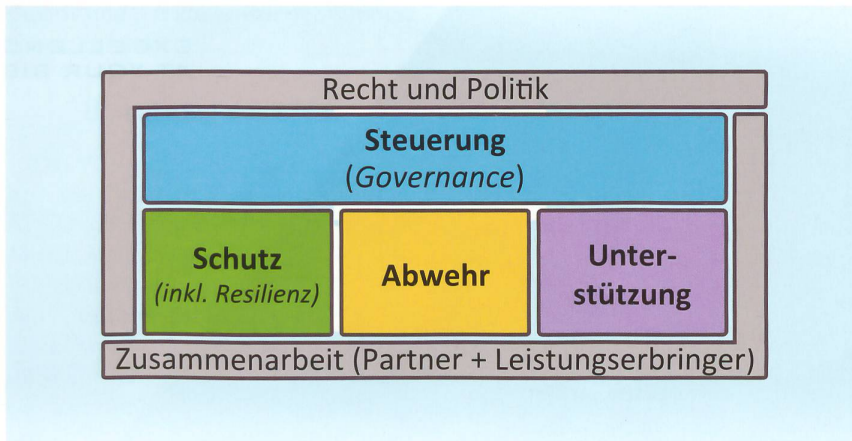 Recht und Politik
Steuerung
(Governance)
Schutz
(inkl. Resilienz)
Abwehr
Unter-
stützung
Zusammenarbeit (Partner + Leistungserbringer)